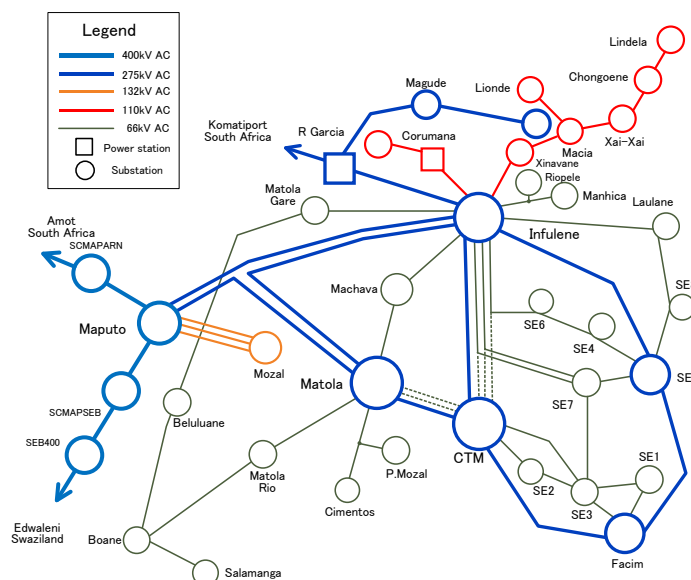 Legend
400kV AC
275kV AC
132kV AC
110kV AC
66kV AC
Power station
Substation
Lindela
Chongoene
Magude
Lionde
Komatiport
South Africa
R Garcia
Corumana
Xai-Xai
Macia
Xinavane
Riopele
Manhica
Matola
Gare
Laulane
Infulene
Amot
South Africa
SCMAPARN
Machava
SE
SE6
SE4
Maputo
Mozal
Matola
SE
SE7
SCMAPSEB
Beluluane
SEB400
CTM
Matola
Rio
P.Mozal
SE2
SE1
SE3
Cimentos
Edwaleni
Swaziland
Boane
Salamanga
Facim